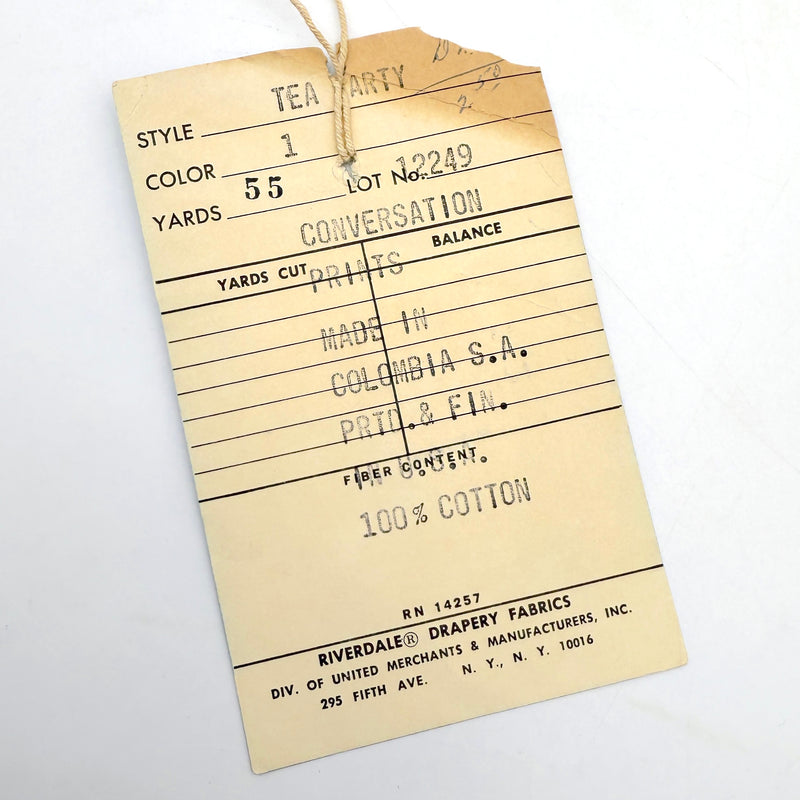 TEA PARTY
STYLE
1
COLOR
12249
55 LOT No.
YARDS
CONVERSATION
BALANCE
YARDS CUT
PRINTS
MADE IN
COLOMBIA S.A.
PRTD.& FIN.
IN U.S.A.
FIBER CONTENT
100% COTTON
RN 14257
RIVERDALE® DRAPERY FABRICS
DIV. OF UNITED MERCHANTS & MANUFACTURERS, INC.
295 FIFTH AVE. N. Y., N. Y. 10016